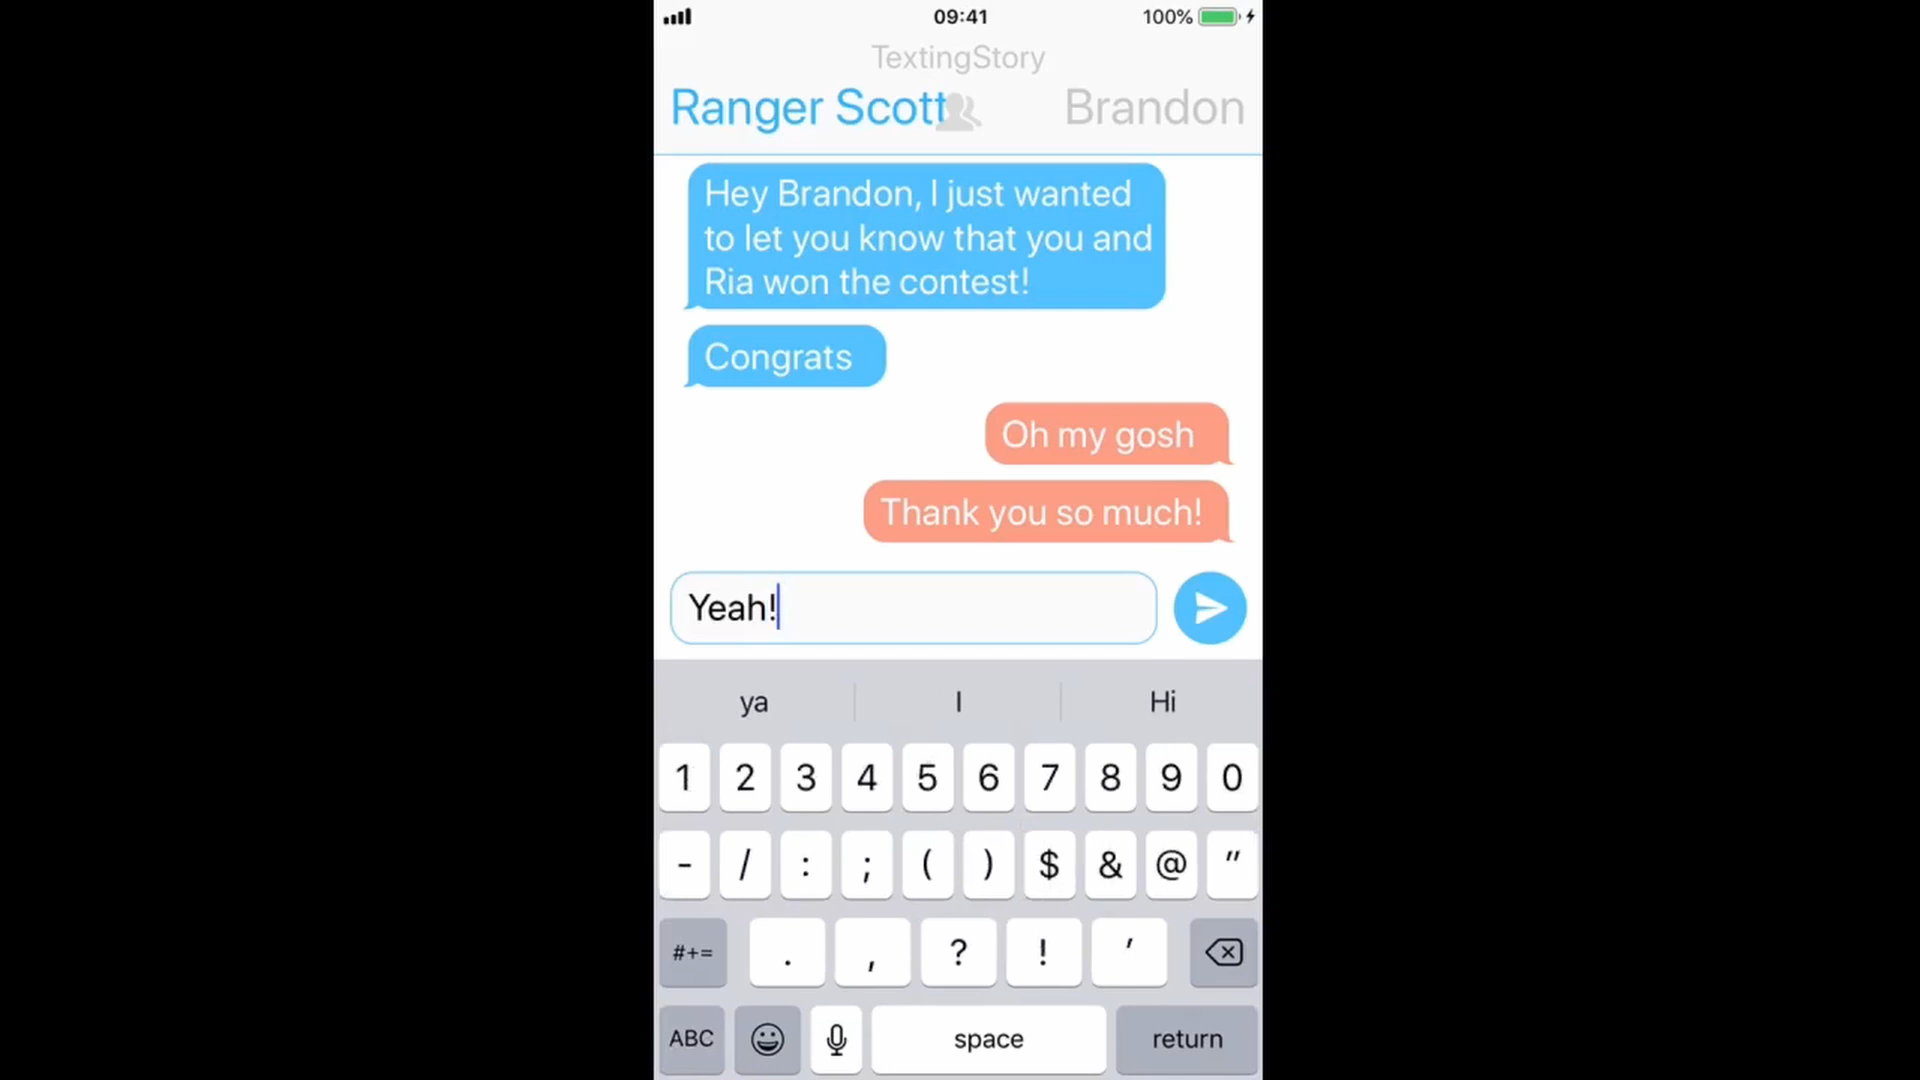 09:41
100%
TextingStory
Ranger Scott
Brandon
Hey Brandon, I just wanted
to let you know that you and
Ria won the contest!
Congrats
Oh my gosh
Thank you so much!
Yeah!
ya I Hi
1 2 3 4 5 6 7 8 9 0
- / : ; ( ) $ & @ "
#+= . , ? ! '
ABC space return